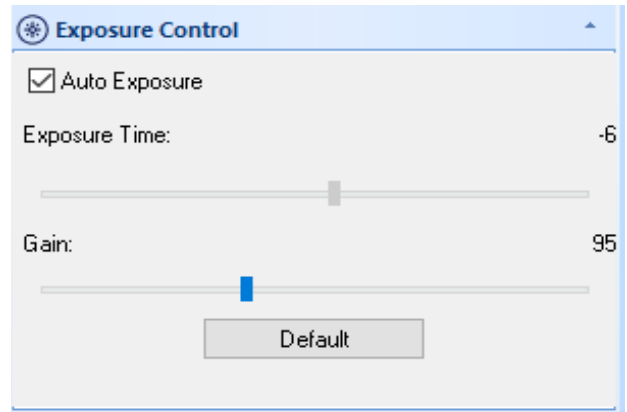 Exposure Control
Auto Exposure
Exposure Time: -6
Gain: 95
Default